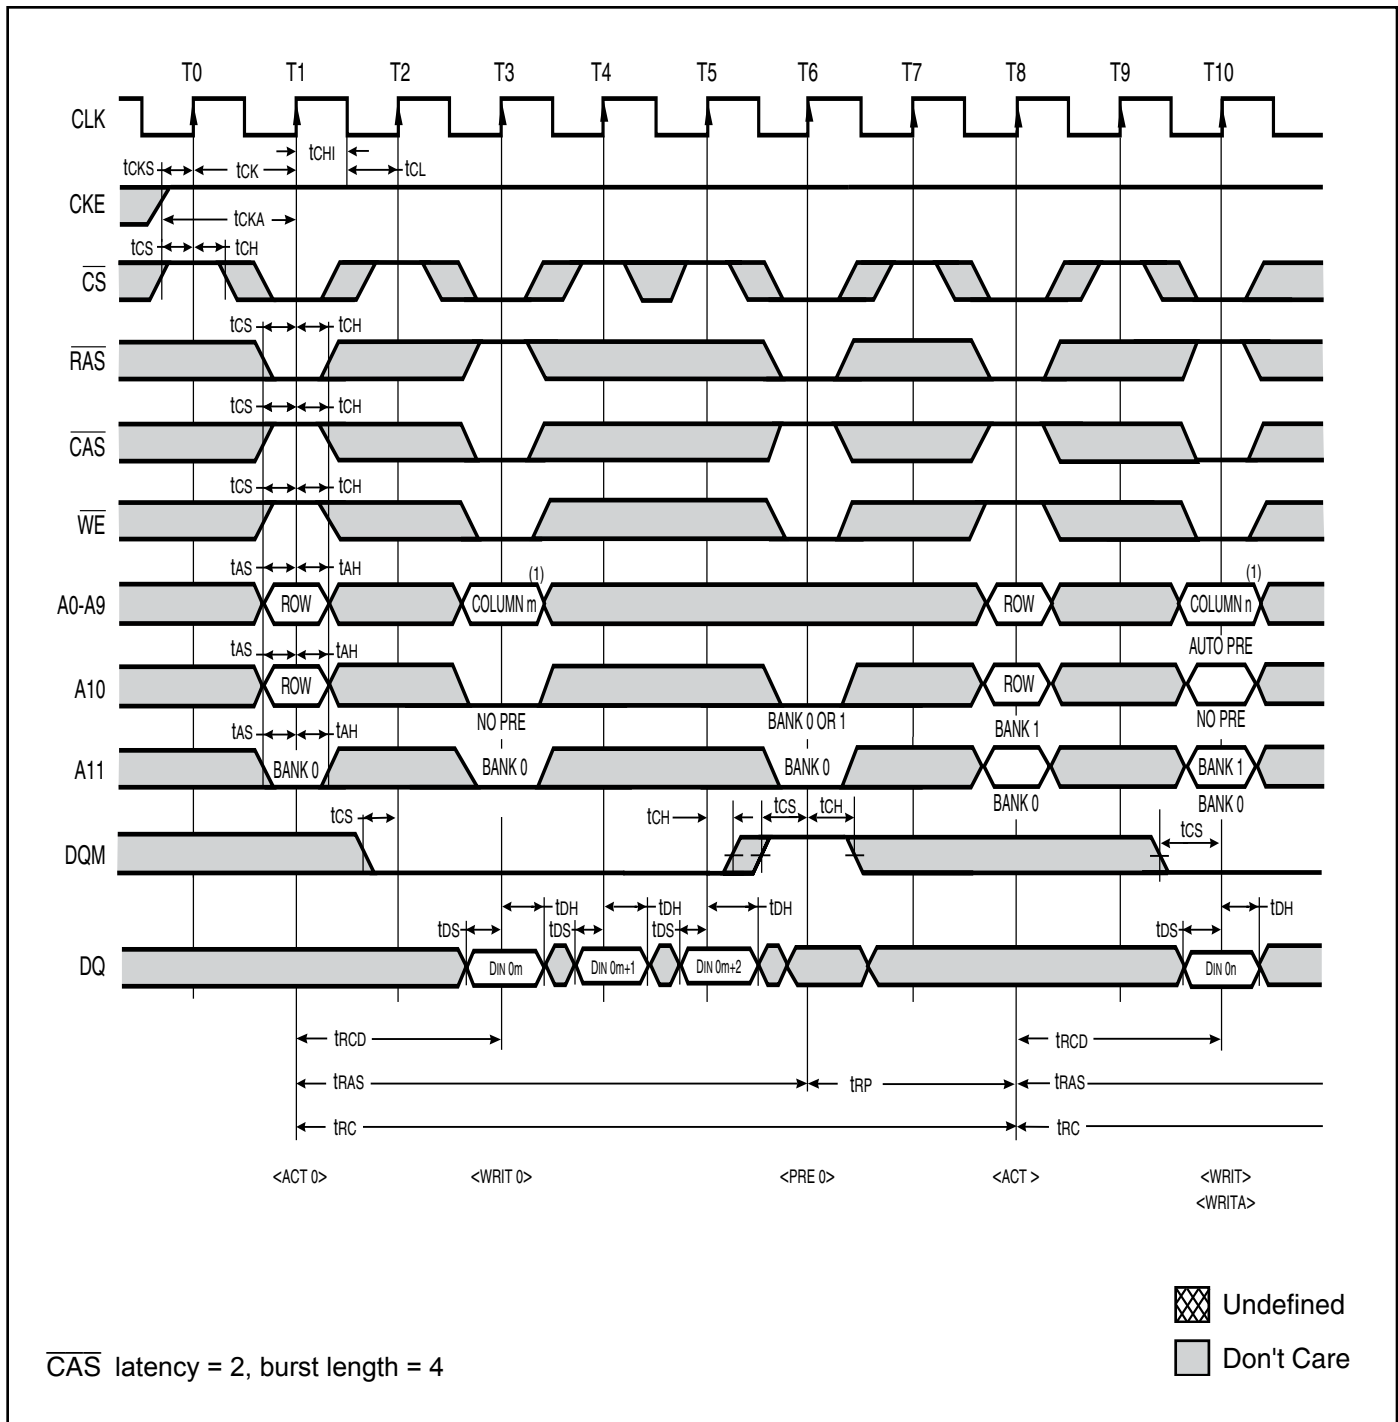 T0 T1 T2 T3 T4 T5 T6 T7 T8 T9 T10
CLK
tCHI
tCKS tCK tCL
CKE
tCKA
tCS tCH
CS
tCS tCH
RAS
tCS tCH
CAS
tCS tCH
WE
tAS tAH (1) (1)
A0-A9 ROW COLUMN m ROW COLUMN n
AUTO PRE
tAS tAH
A10 ROW ROW
NO PRE BANK 0 OR 1 BANK 1 NO PRE
tAS tAH
A11 BANK 0 BANK 0 BANK 0 BANK 1
BANK 0 BANK 0
tCS tCH tCS tCH tCS
DQM
tDH tDH tDH tDH
tDS tDS tDS tDS
DQ DIN 0m DIN 0m+1 DIN 0m+2 DIN 0n
tRCD tRCD
tRAS tRP tRAS
tRC tRC
<ACT 0> <WRIT 0> <PRE 0> <ACT > <WRIT>
<WRITA>
Undefined
Don't Care
CAS latency = 2, burst length = 4